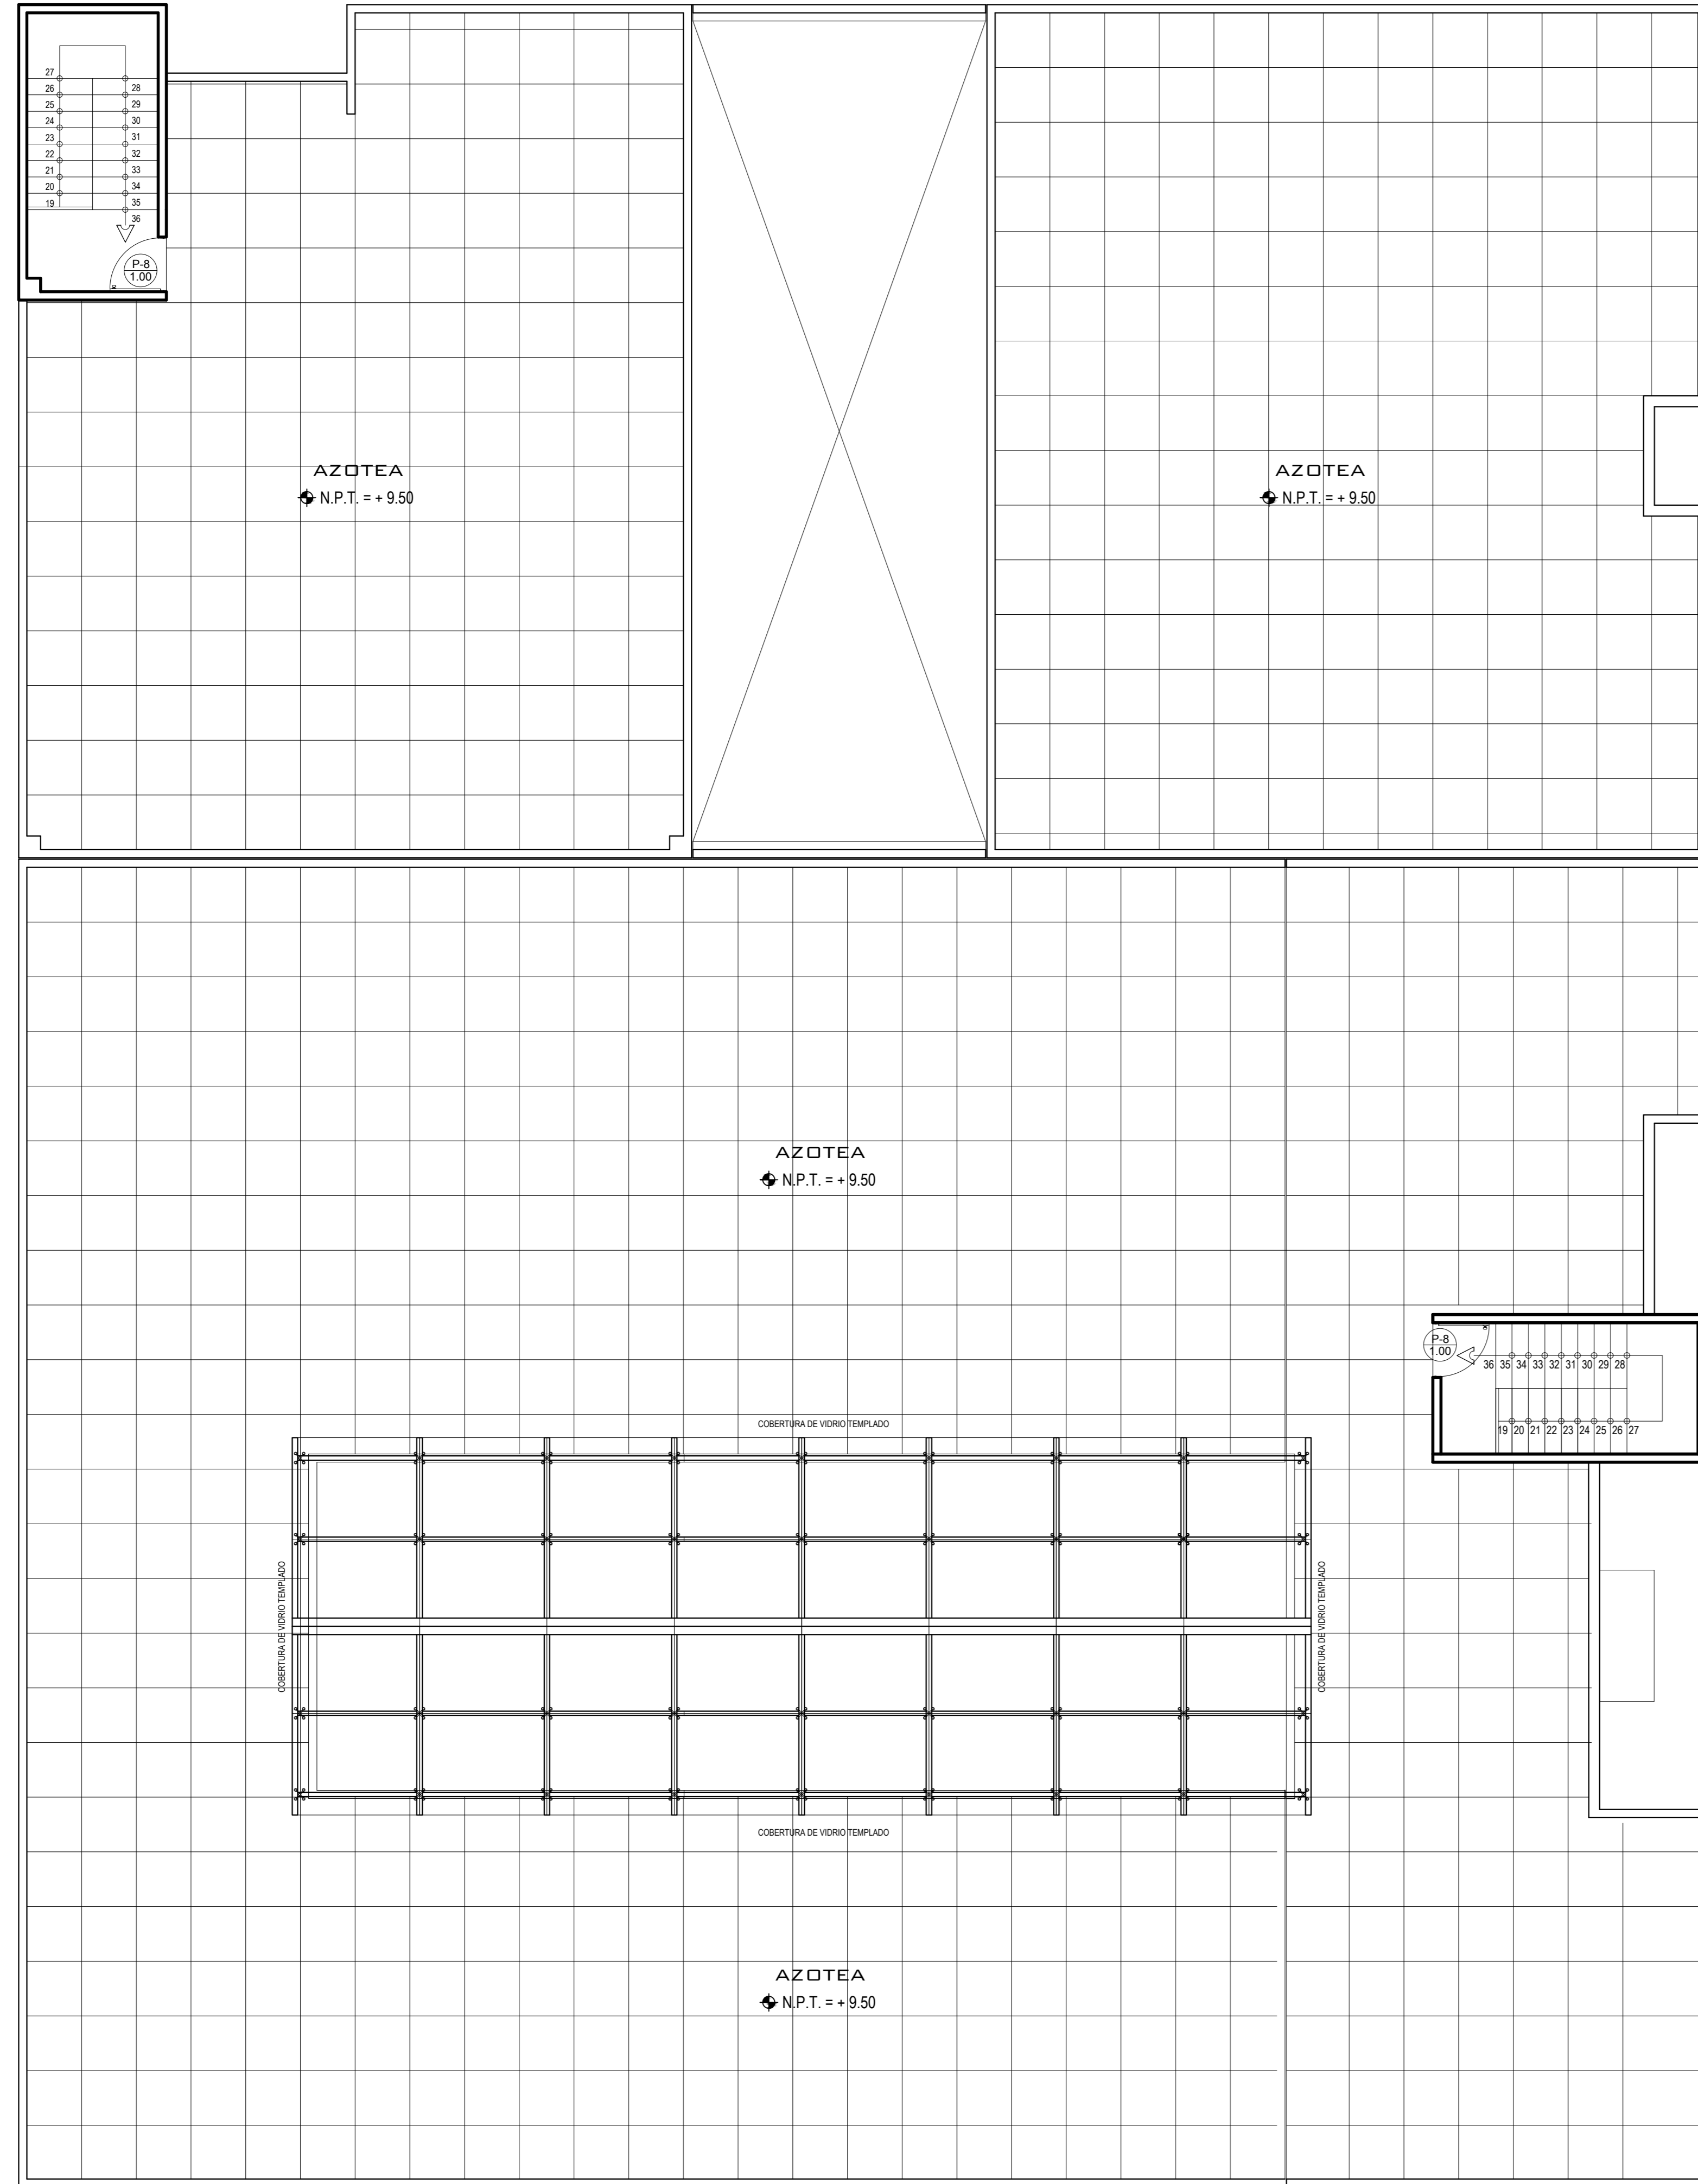 27
26
25
24
23
22
21
20
19
28
29
30
31
32
33
34
35
36
P-8
1.00
AZOTEA
N.P.T. = + 9.50
AZOTEA
N.P.T. = + 9.50
AZOTEA
N.P.T. = + 9.50
P-8
1.00
36 35 34 33 32 31 30 29 28
19 20 21 22 23 24 25 26 27
COBERTURA DE VIDRIO TEMPLADO
COBERTURA DE VIDRIO TEMPLADO
COBERTURA DE VIDRIO TEMPLADO
COBERTURA DE VIDRIO TEMPLADO
AZOTEA
N.P.T. = + 9.50